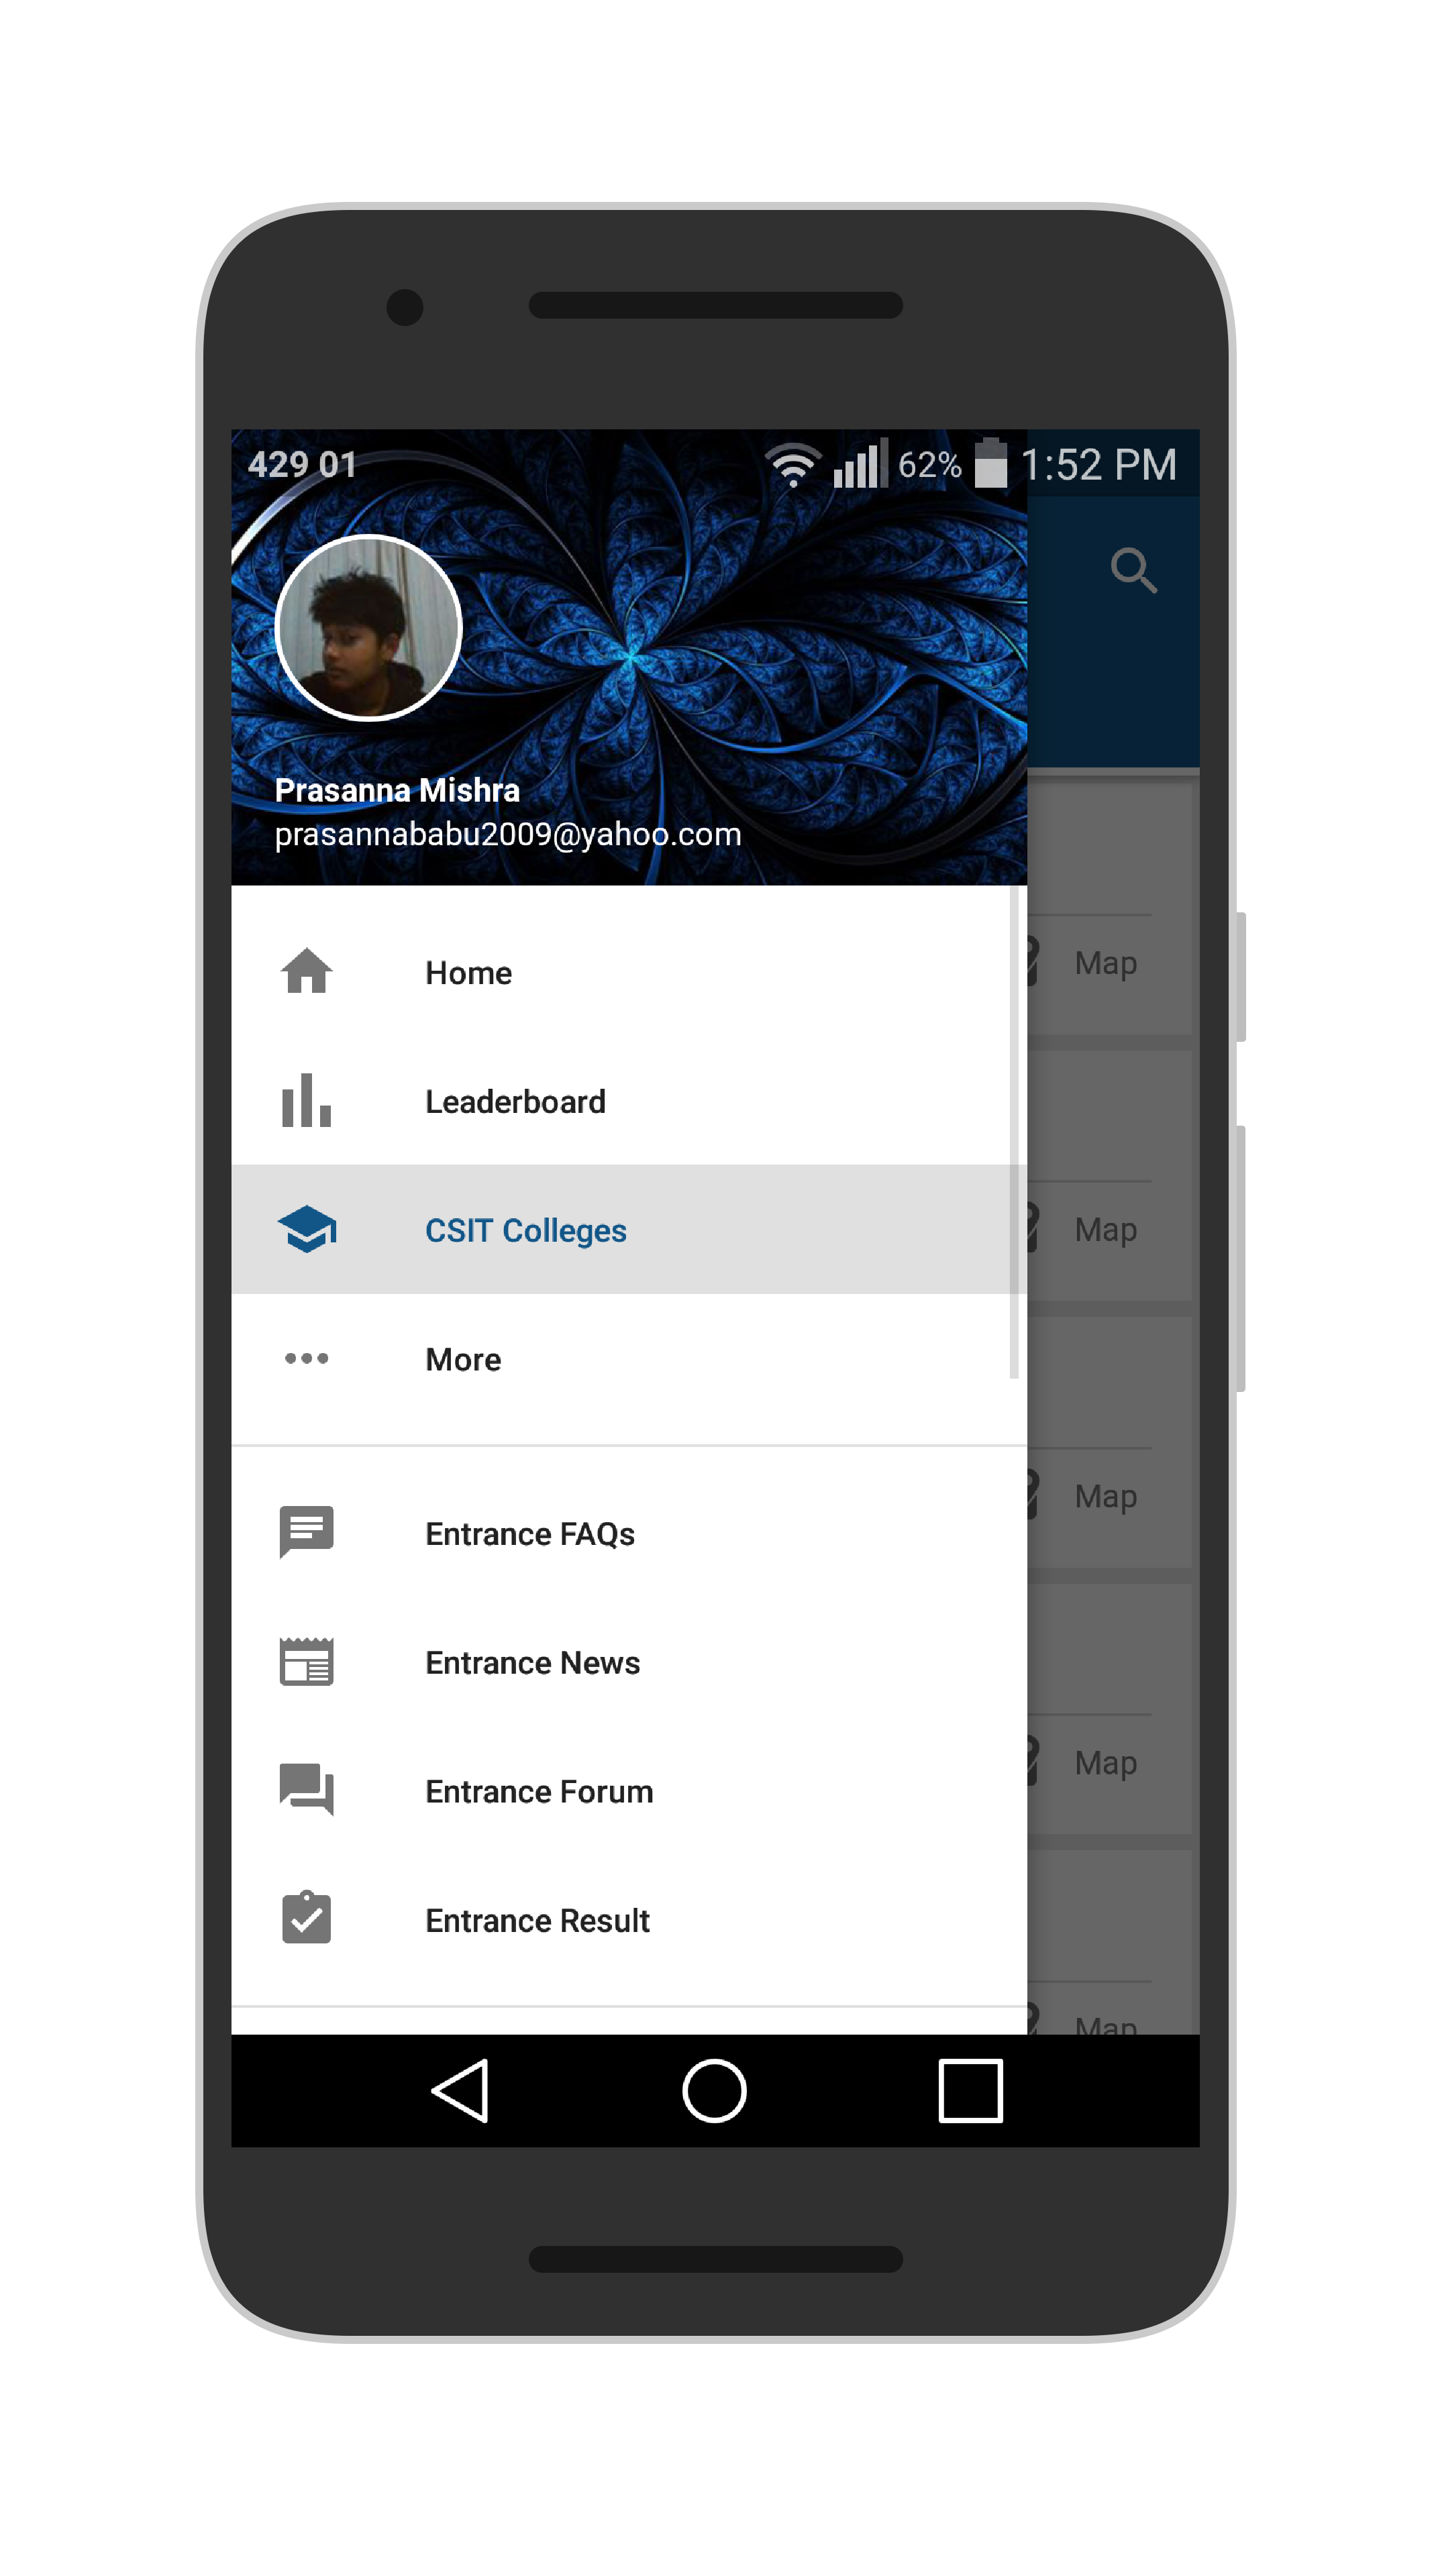 429 01 62% 1:52 PM
Prasanna Mishra
prasannababu2009@yahoo.com
Home
Map
Leaderboard
CSIT Colleges
Map
More
Map
Entrance FAQs
Entrance News
Map
Entrance Forum
Entrance Result
Map